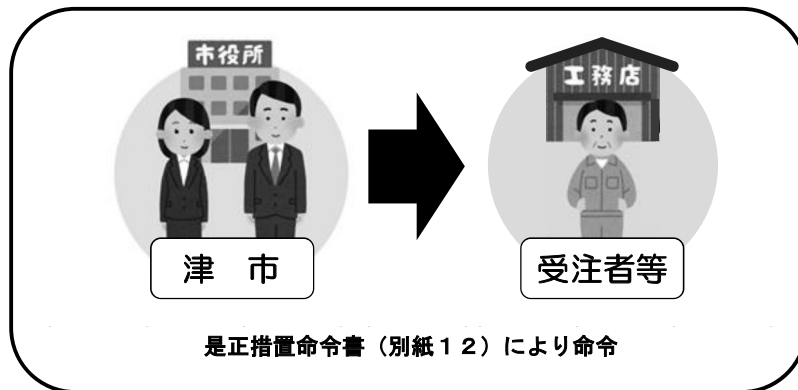 市役所
工務店
津　市
受注者等
是正措置命令書（別紙１２）により命令